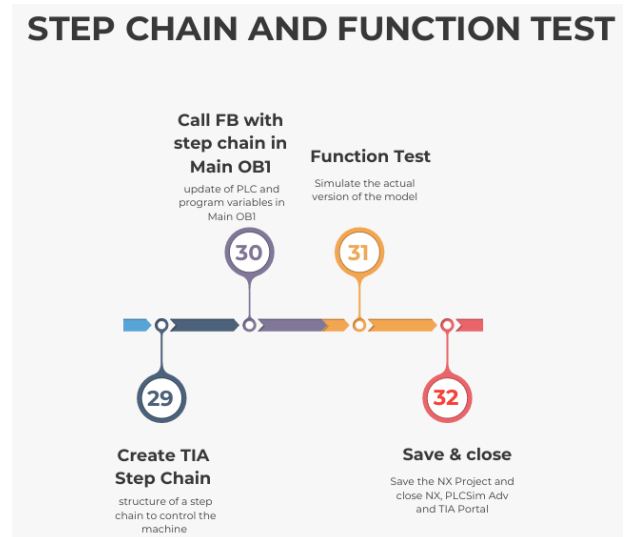 STEP CHAIN AND FUNCTION TEST
Call FB with
step chain in
Main OB1
update of PLC and
program variables in
Main OB1
Function Test
Simulate the actual
version of the model
30
31
29
32
Create TIA
Step Chain
structure of a step
chain to control the
machine
Save & close
Save the NX Project and
close NX, PLCSim Adv
and TIA Portal